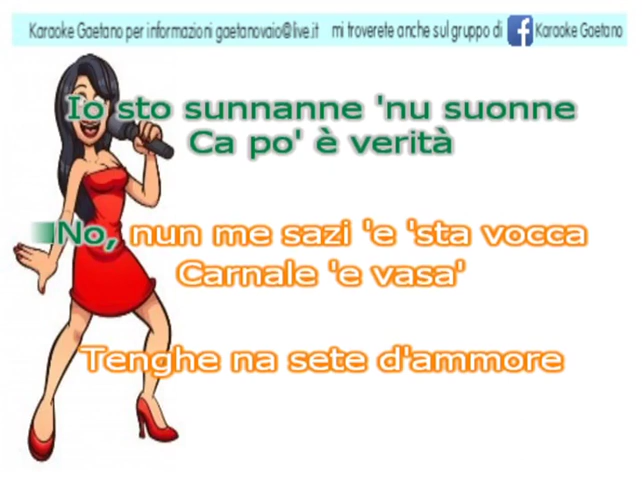 Karaoke Gaetano per informazioni gaetanovaio@live.it mi troverete anche sul gruppo di f Karaoke Gaetano
Io sto sunnanne 'nu suonne
Ca po' è verità
No, nun me sazi 'e 'sta vocca
Carnale 'e vasa'
Tenghe na sete d'ammore